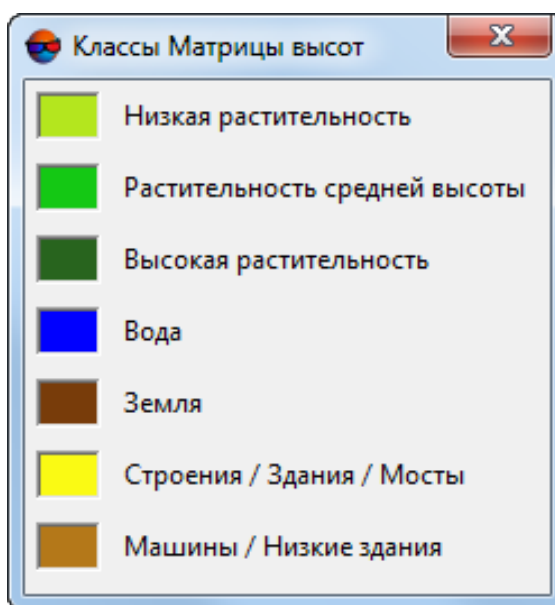 Классы Матрицы высот
Низкая растительность
Растительность средней высоты
Высокая растительность
Вода
Земля
Строения / Здания / Мосты
Машины / Низкие здания